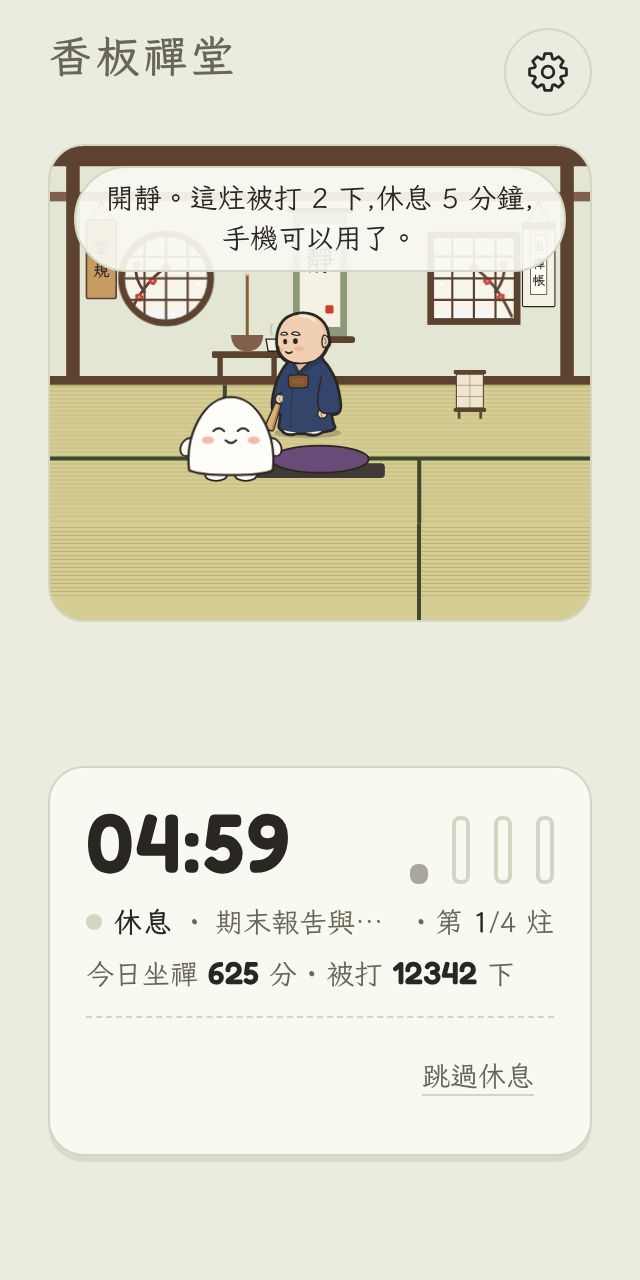 香板禪堂
開靜。這炷被打 2 下,休息 5 分鐘,
手機可以用了。
堂
規
靜
坐
禪
帳
04:59
休息 · 期末報告與⋯ · 第 1/4 炷
今日坐禪 625 分·被打 12342 下
跳過休息